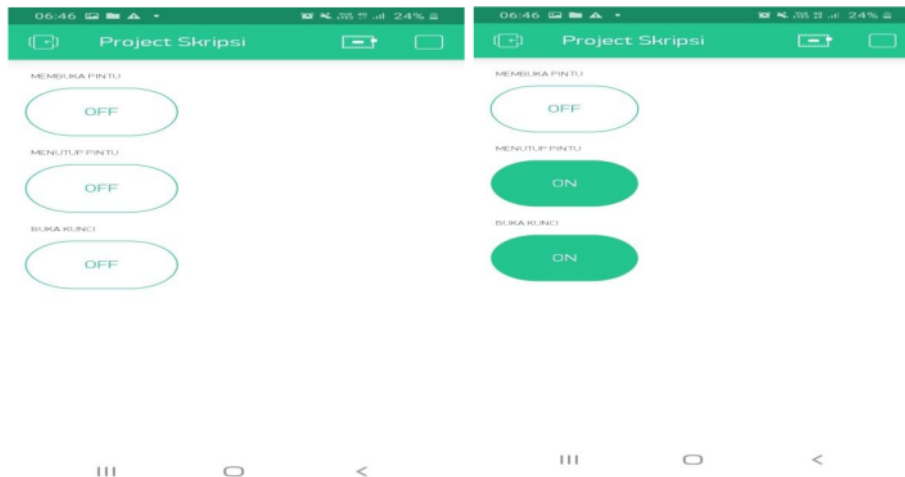 06:46 24%
Project Skripsi
MEMBUKA PINTU
OFF
MENUTUP PINTU
OFF
BUKA KUNCI
OFF
06:46 24%
Project Skripsi
MEMBUKA PINTU
OFF
MENUTUP PINTU
ON
BUKA KUNCI
ON